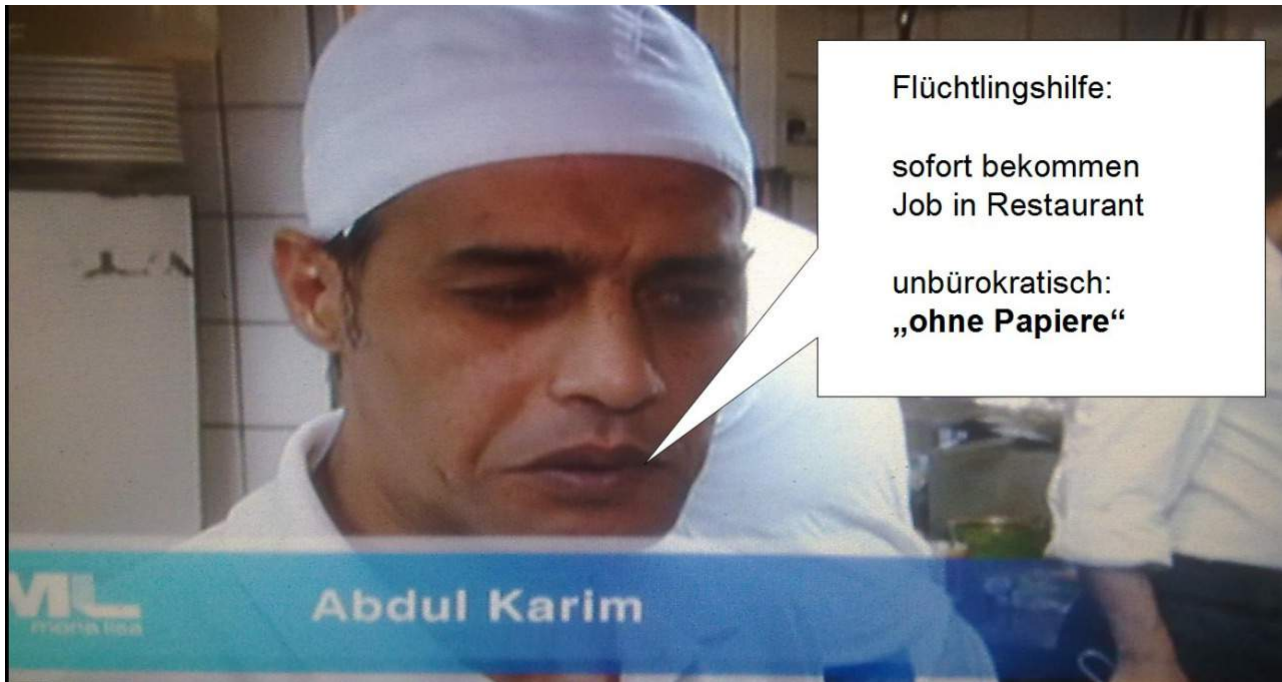 Flüchtlingshilfe:
sofort bekommen
Job in Restaurant
unbürokratisch:
„ohne Papiere“
ML
mona lisa
Abdul Karim